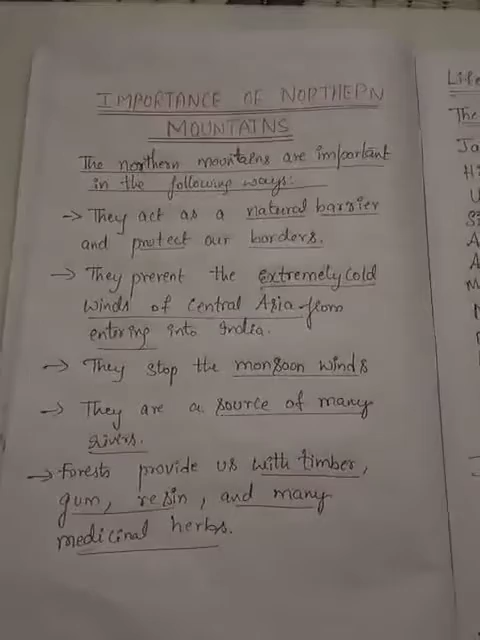 IMPORTANCE OF NORTHERN
MOUNTAINS
The northern mountains are important
in the following ways:
-> They act as a natural barrier
and protect our borders.
-> They prevent the extremely cold
winds of central Asia from
entering into India.
-> They stop the monsoon winds
-> They are a source of many
rivers.
-> Forests provide us with timber,
gum, resin, and many
medicinal herbs.
The